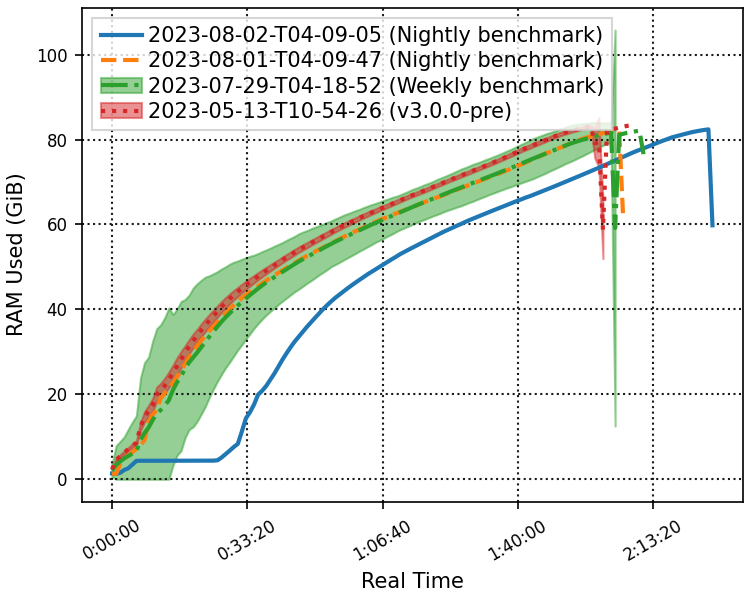 2023-08-02-T04-09-05 (Nightly benchmark)
2023-08-01-T04-09-47 (Nightly benchmark)
2023-07-29-T04-18-52 (Weekly benchmark)
2023-05-13-T10-54-26 (v3.0.0-pre)
100
80
60
40
20
0
RAM Used (GiB)
0:00:00
0:33:20
1:06:40
1:40:00
2:13:20
Real Time